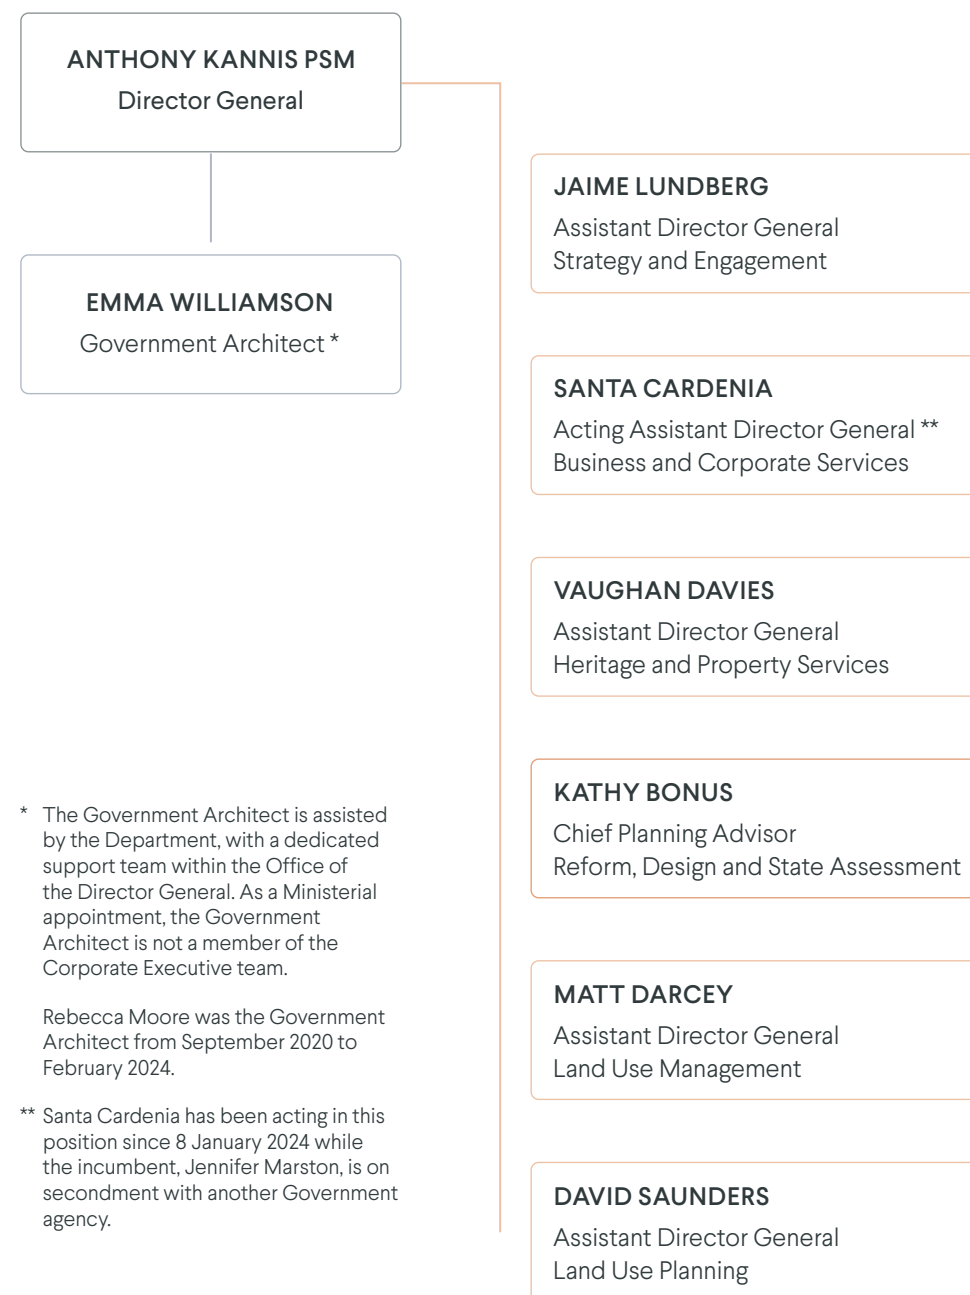 ANTHONY KANNIS PSM
Director General
EMMA WILLIAMSON
Government Architect *
JAIME LUNDBERG
Assistant Director General
Strategy and Engagement
SANTA CARDENIA
Acting Assistant Director General **
Business and Corporate Services
VAUGHAN DAVIES
Assistant Director General
Heritage and Property Services
KATHY BONUS
Chief Planning Advisor
Reform, Design and State Assessment
MATT DARCEY
Assistant Director General
Land Use Management
DAVID SAUNDERS
Assistant Director General
Land Use Planning
* The Government Architect is assisted
by the Department, with a dedicated
support team within the Office of
the Director General. As a Ministerial
appointment, the Government
Architect is not a member of the
Corporate Executive team.
Rebecca Moore was the Government
Architect from September 2020 to
February 2024.
** Santa Cardenia has been acting in this
position since 8 January 2024 while
the incumbent, Jennifer Marston, is on
secondment with another Government
agency.